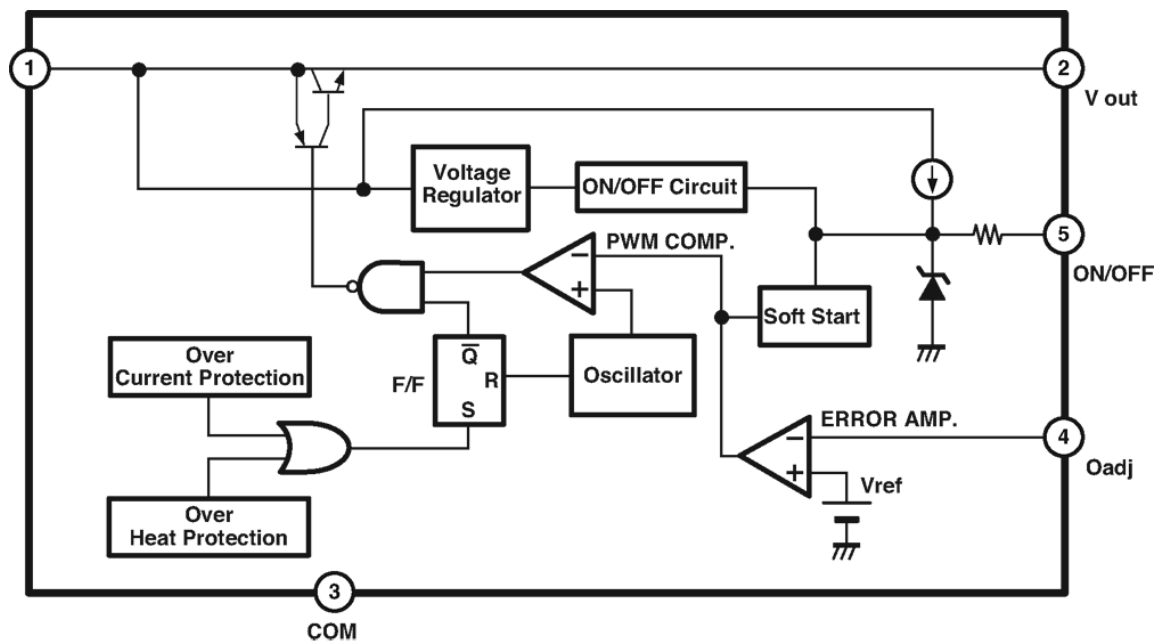 1
2
V out
Voltage
Regulator
ON/OFF Circuit
5
ON/OFF
PWM COMP.
−
+
Soft Start
Over
Current Protection
Q̅
F/F
R
S
Oscillator
ERROR AMP.
−
+
4
Oadj
Vref
Over
Heat Protection
3
COM